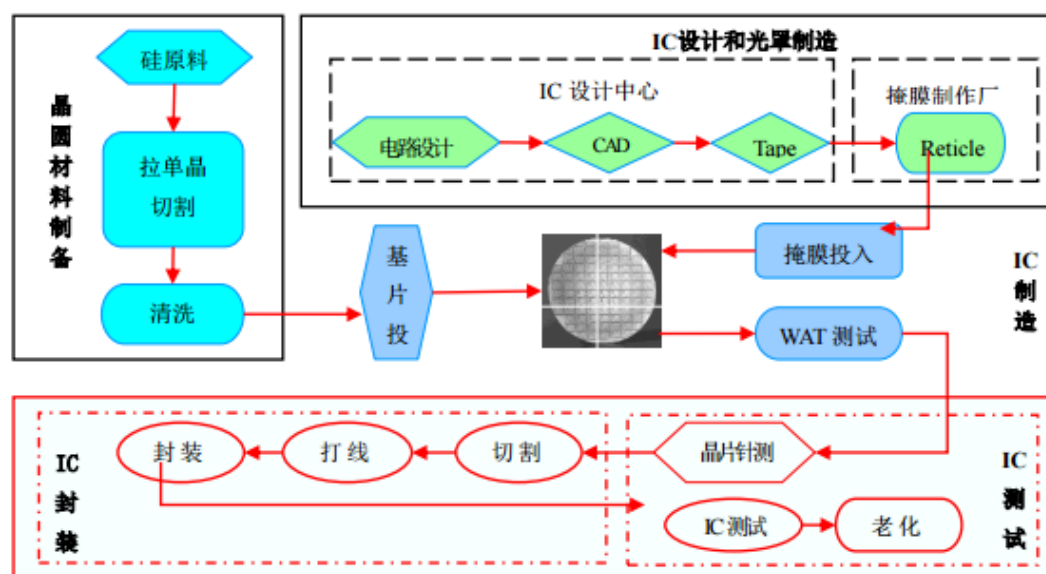 晶圆材料制备
硅原料
拉单晶
切割
清洗
IC设计和光罩制造
IC 设计中心
电路设计
CAD
Tape
掩膜制作厂
Reticle
基片投
掩膜投入
WAT 测试
IC制造
IC封装
封 装
打 线
切 割
晶片针测
IC 测试
老 化
IC测试